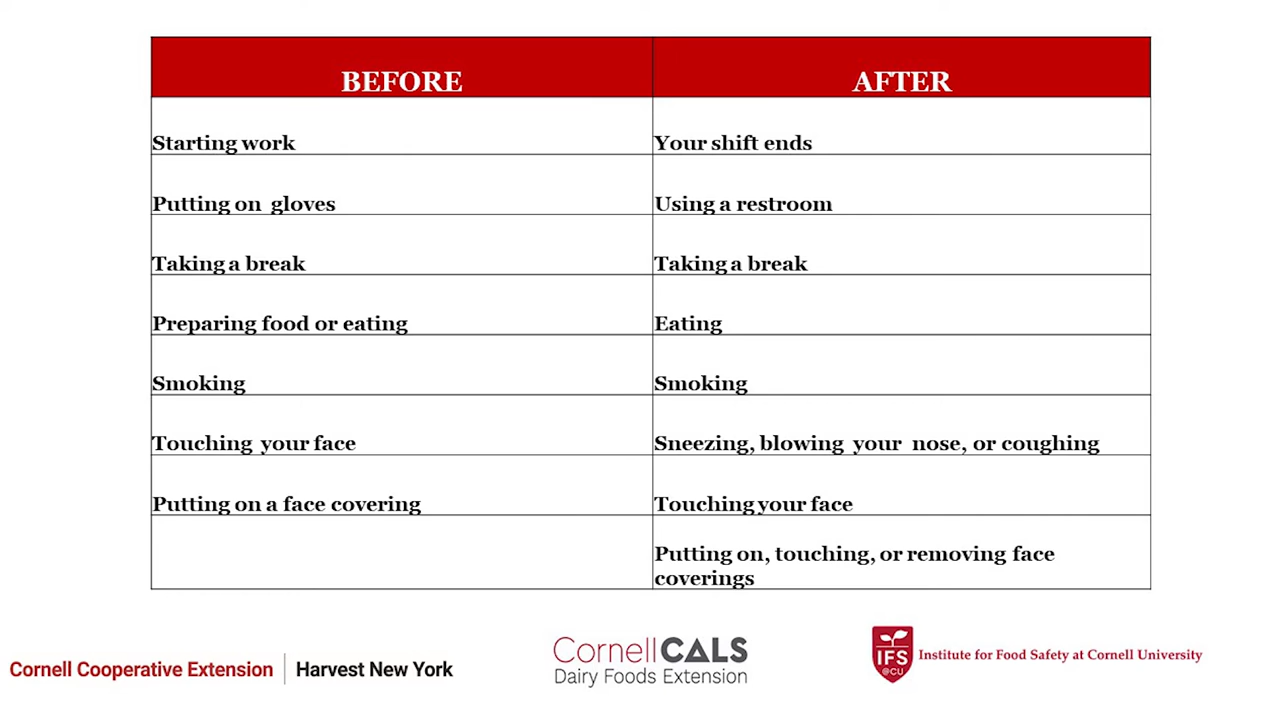 BEFORE
AFTER
Starting work
Your shift ends
Putting on gloves
Using a restroom
Taking a break
Taking a break
Preparing food or eating
Eating
Smoking
Smoking
Touching your face
Sneezing, blowing your nose, or coughing
Putting on a face covering
Touching your face
Putting on, touching, or removing face
coverings
Cornell Cooperative Extension | Harvest New York
CornellCALS
Dairy Foods Extension
IFS
@CU
Institute for Food Safety at Cornell University